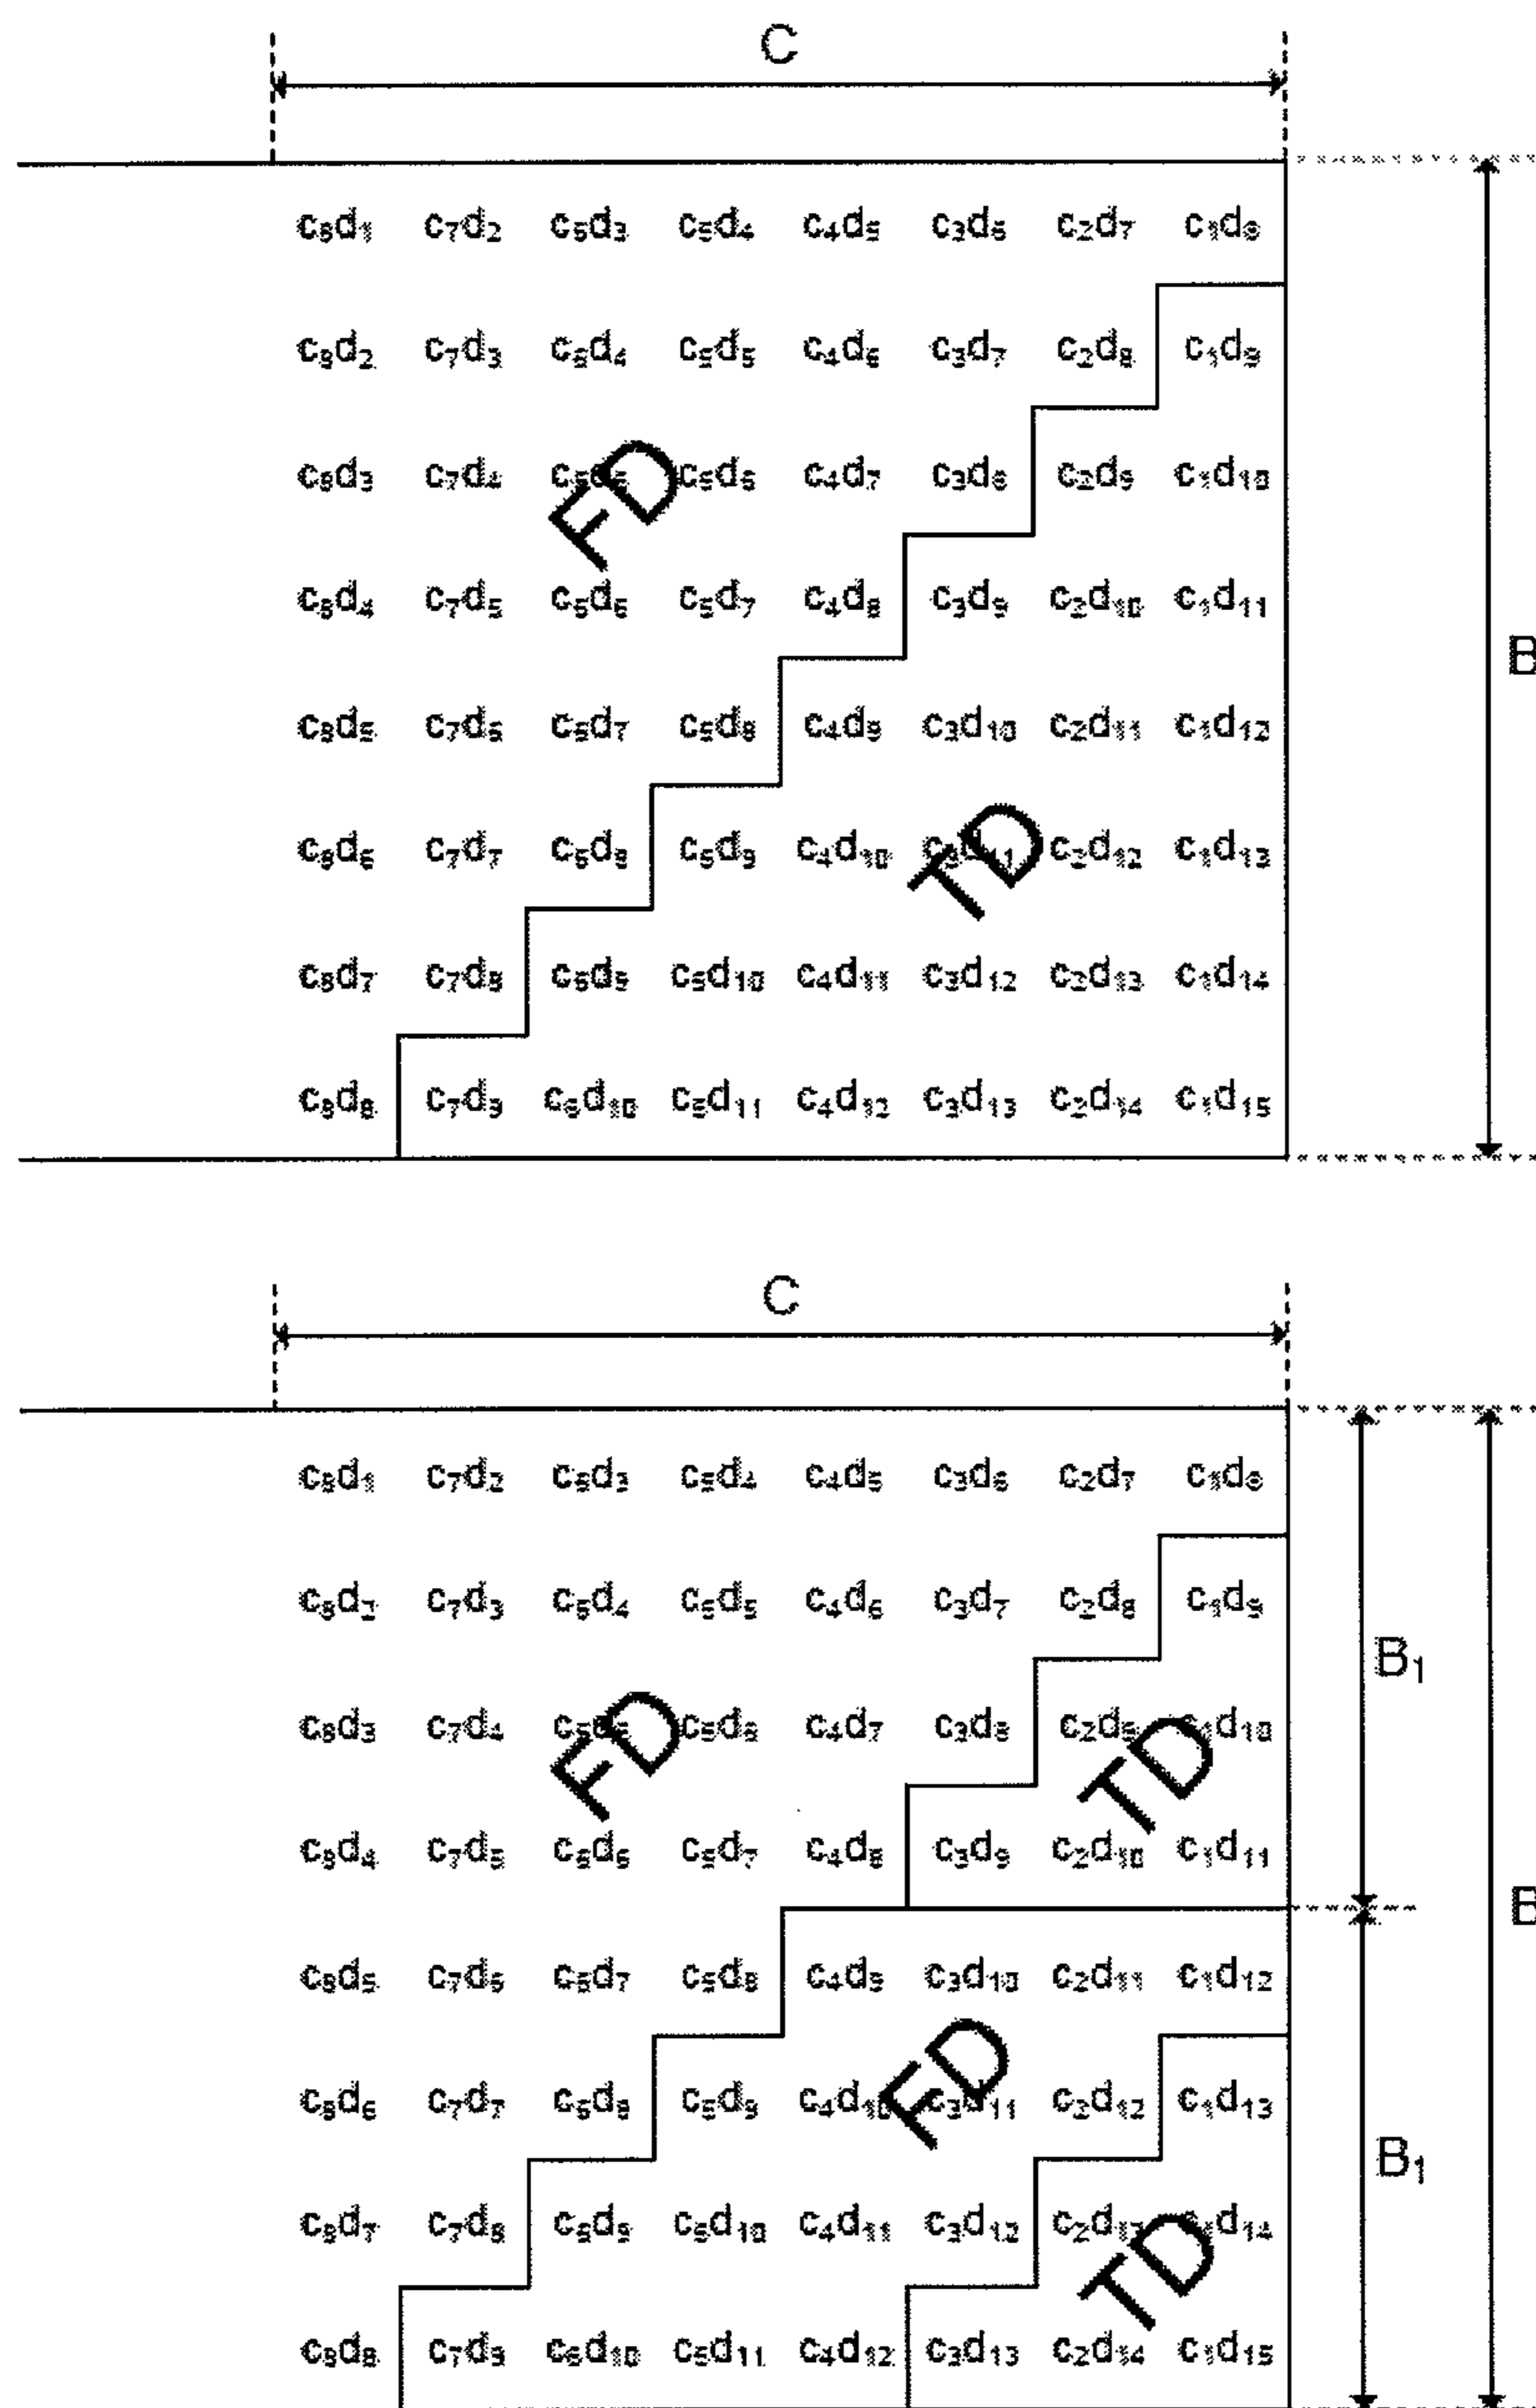 C
c₈d₁ c₇d₂ c₆d₃ c₅d₄ c₄d₅ c₃d₆ c₂d₇ c₁d₈
c₈d₂ c₇d₃ c₆d₄ c₅d₅ c₄d₆ c₃d₇ c₂d₈ c₁d₉
c₈d₃ c₇d₄ c₆d₅ c₅d₆ c₄d₇ c₃d₈ c₂d₉ c₁d₁₀
FD
c₈d₄ c₇d₅ c₆d₆ c₅d₇ c₄d₈ c₃d₉ c₂d₁₀ c₁d₁₁
B
c₈d₅ c₇d₆ c₆d₇ c₅d₈ c₄d₉ c₃d₁₀ c₂d₁₁ c₁d₁₂
c₈d₆ c₇d₇ c₆d₈ c₅d₉ c₄d₁₀ c₃d₁₁ c₂d₁₂ c₁d₁₃
TD
c₈d₇ c₇d₈ c₆d₉ c₅d₁₀ c₄d₁₁ c₃d₁₂ c₂d₁₃ c₁d₁₄
c₈d₈ c₇d₉ c₆d₁₀ c₅d₁₁ c₄d₁₂ c₃d₁₃ c₂d₁₄ c₁d₁₅
C
c₈d₁ c₇d₂ c₆d₃ c₅d₄ c₄d₅ c₃d₆ c₂d₇ c₁d₈
c₈d₂ c₇d₃ c₆d₄ c₅d₅ c₄d₆ c₃d₇ c₂d₈ c₁d₉
B₁
c₈d₃ c₇d₄ c₆d₅ c₅d₆ c₄d₇ c₃d₈ c₂d₉ c₁d₁₀
FD
TD
c₈d₄ c₇d₅ c₆d₆ c₅d₇ c₄d₈ c₃d₉ c₂d₁₀ c₁d₁₁
B
c₈d₅ c₇d₆ c₆d₇ c₅d₈ c₄d₉ c₃d₁₀ c₂d₁₁ c₁d₁₂
FD
c₈d₆ c₇d₇ c₆d₈ c₅d₉ c₄d₁₀ c₃d₁₁ c₂d₁₂ c₁d₁₃
B₁
c₈d₇ c₇d₈ c₆d₉ c₅d₁₀ c₄d₁₁ c₃d₁₂ c₂d₁₃ c₁d₁₄
TD
c₈d₈ c₇d₉ c₆d₁₀ c₅d₁₁ c₄d₁₂ c₃d₁₃ c₂d₁₄ c₁d₁₅